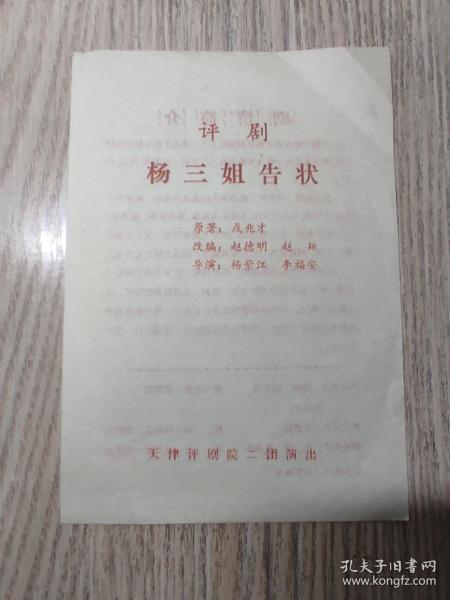 评剧
杨三姐告状
原著：成兆才
改编：赵德明 赵
导演：杨紫江 李福安
天津评剧院二团演出
孔夫子旧书网
www.kongfz.com